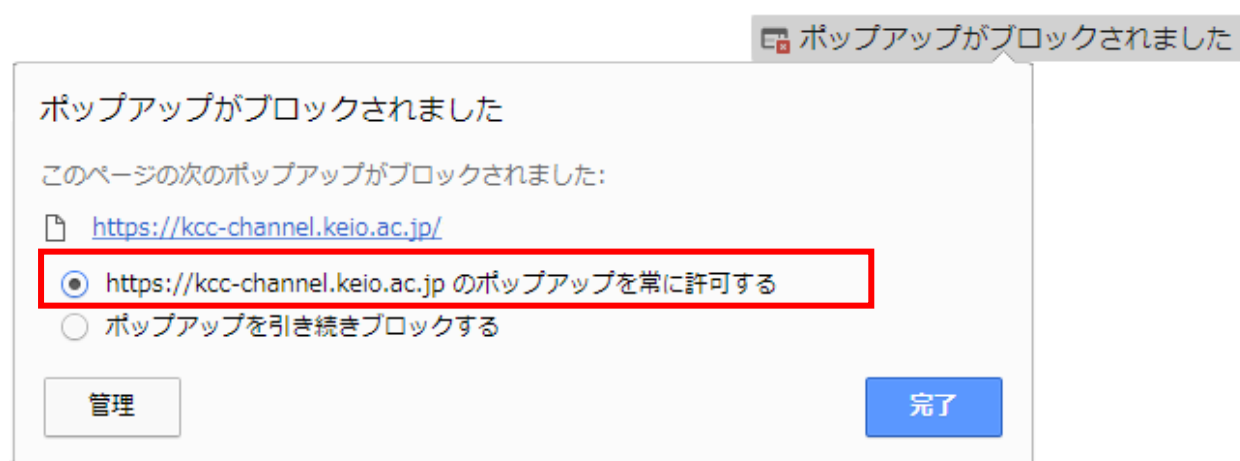 ポップアップがブロックされました
ポップアップがブロックされました
このページの次のポップアップがブロックされました:
https://kcc-channel.keio.ac.jp/
https://kcc-channel.keio.ac.jp のポップアップを常に許可する
ポップアップを引き続きブロックする
管理
完了